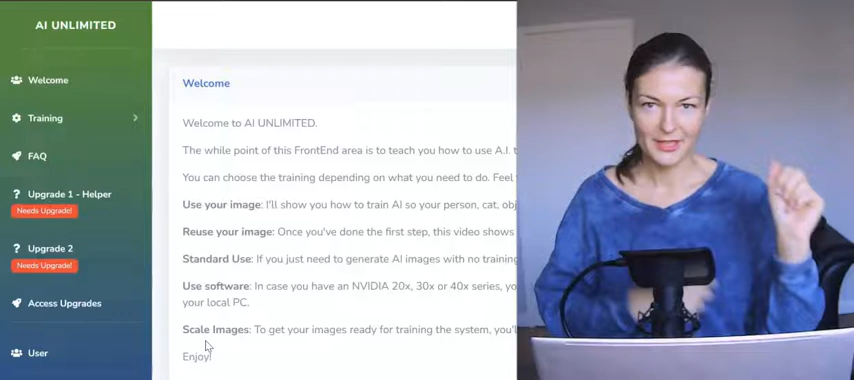 AI UNLIMITED
Welcome
Training
FAQ
Upgrade 1 - Helper
Needs Upgrade!
Upgrade 2
Needs Upgrade!
Access Upgrades
User
Welcome
Welcome to AI UNLIMITED.
The while point of this FrontEnd area is to teach you how to use A.I.
You can choose the training depending on what you need to do. Feel
Use your image: I'll show you how to train AI so your person, cat, obj
Reuse your image: Once you've done the first step, this video shows
Standard Use: If you just need to generate AI images with no training
Use software: In case you have an NVIDIA 20x, 30x or 40x series, yo
your local PC.
Scale Images: To get your images ready for training the system, you'l
Enjoy!